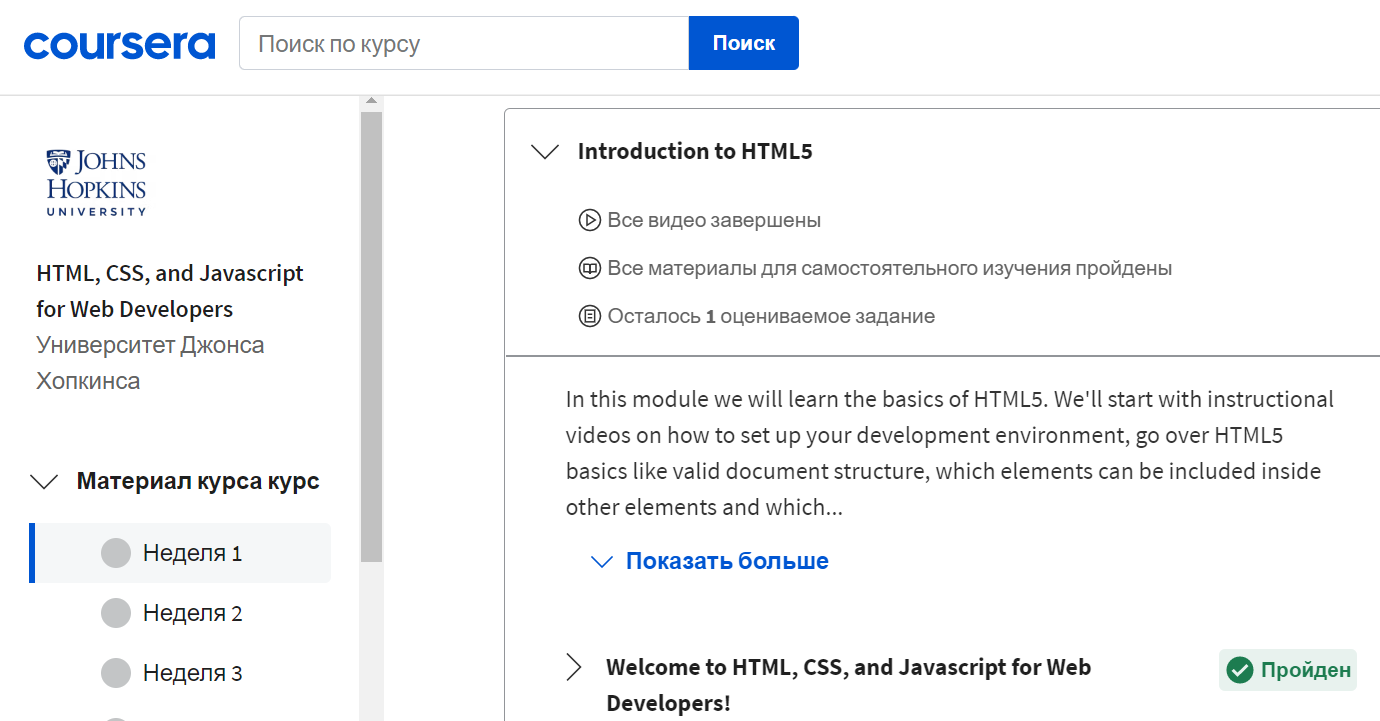 coursera
Поиск по курсу
Поиск
JOHNS
HOPKINS
UNIVERSITY
HTML, CSS, and Javascript
for Web Developers
Университет Джонса
Хопкинса
Материал курса курс
Неделя 1
Неделя 2
Неделя 3
Introduction to HTML5
Все видео завершены
Все материалы для самостоятельного изучения пройдены
Осталось 1 оцениваемое задание
In this module we will learn the basics of HTML5. We'll start with instructional
videos on how to set up your development environment, go over HTML5
basics like valid document structure, which elements can be included inside
other elements and which...
Показать больше
Welcome to HTML, CSS, and Javascript for Web
Developers!
Пройден